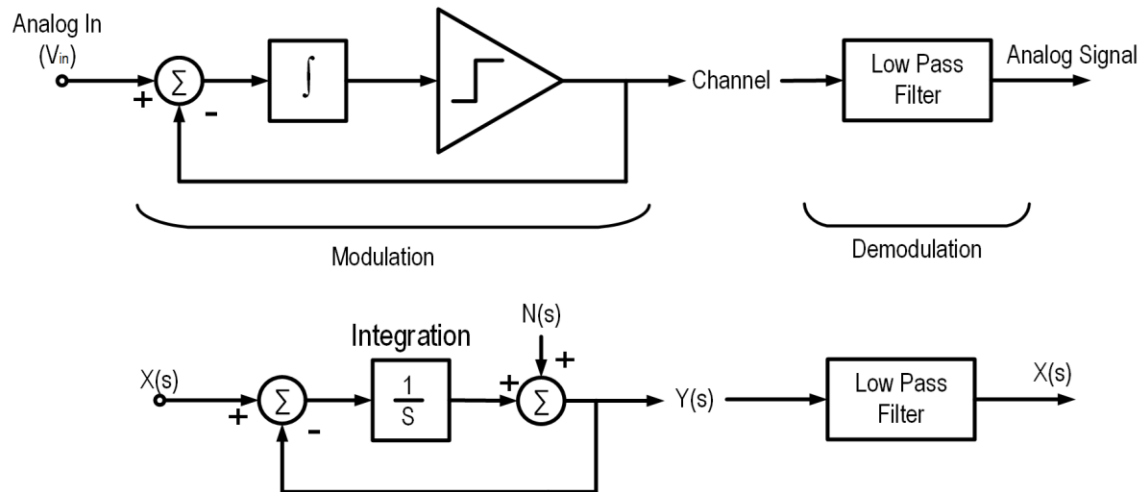 Analog In
(Vin)
Σ
+
-
∫
Channel
Low Pass
Filter
Analog Signal
Modulation
Demodulation
Integration
N(s)
X(s)
+
Σ
-
1
S
+
+
Σ
Y(s)
Low Pass
Filter
X(s)